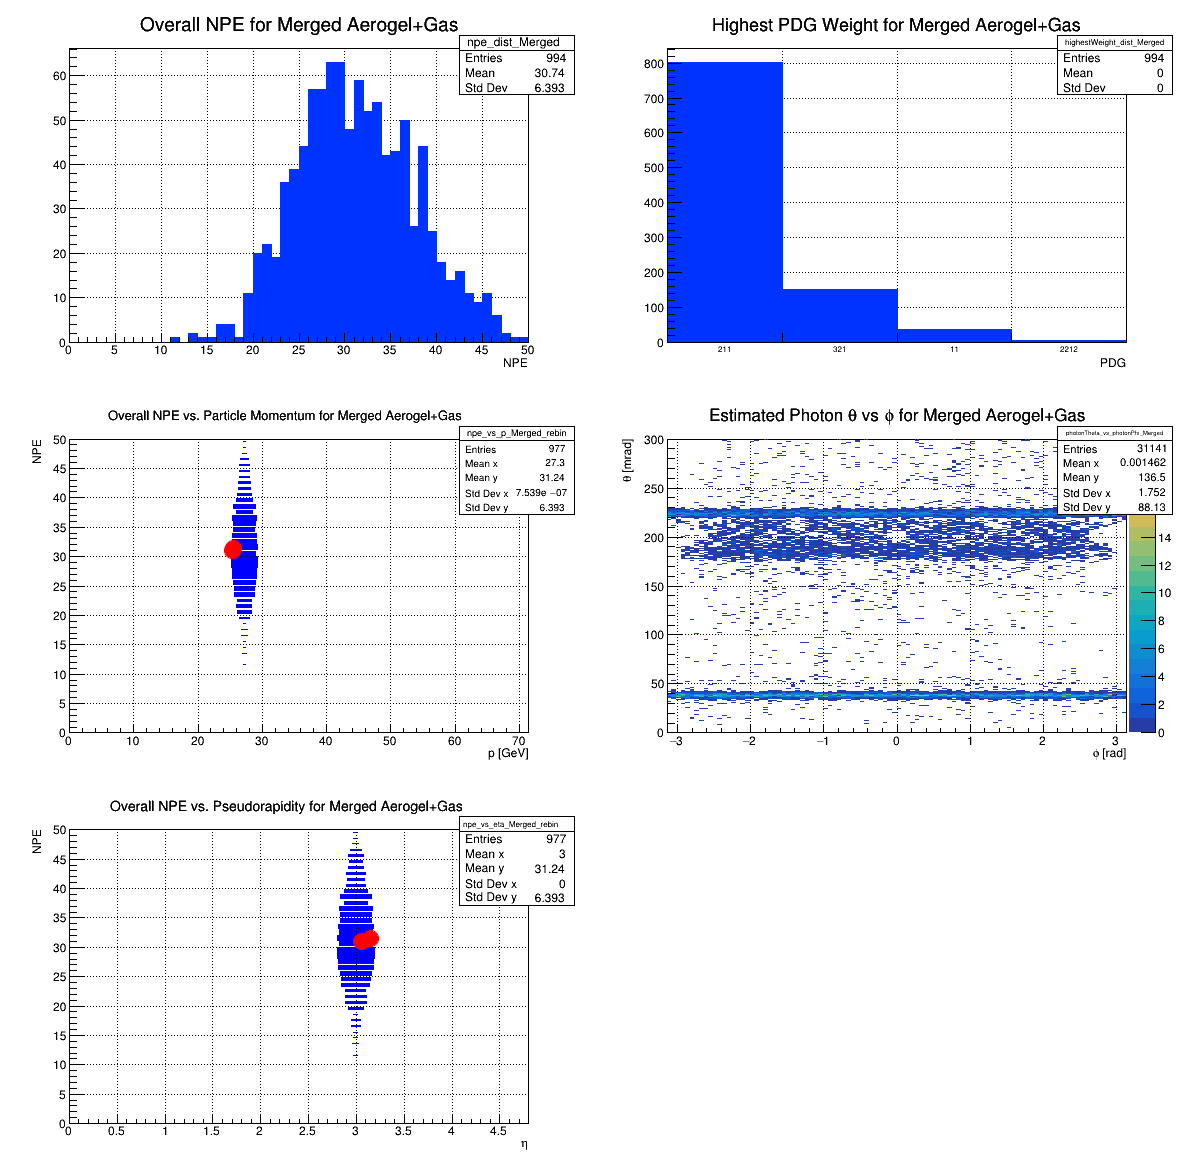 Overall NPE for Merged Aerogel+Gas
npe_dist_Merged
Entries 994
Mean 30.74
Std Dev 6.393
60
50
40
30
20
10
0
0 5 10 15 20 25 30 35 40 45 50
NPE
Highest PDG Weight for Merged Aerogel+Gas
highestWeight_dist_Merged
Entries 994
Mean 0
Std Dev 0
800
700
600
500
400
300
200
100
0
211 321 11 2212
PDG
Overall NPE vs. Particle Momentum for Merged Aerogel+Gas
npe_vs_p_Merged_rebin
Entries 977
Mean x 27.3
Mean y 31.24
Std Dev x 7.539e −07
Std Dev y 6.393
NPE
50
45
40
35
30
25
20
15
10
5
0
0 10 20 30 40 50 60 70
p [GeV]
Estimated Photon θ vs ϕ for Merged Aerogel+Gas
photonTheta_vs_photonPhi_Merged
Entries 31141
Mean x 0.001462
Mean y 136.5
Std Dev x 1.752
Std Dev y 88.13
θ [mrad]
300
250
200
150
100
50
0
−3 −2 −1 0 1 2 3
ϕ [rad]
14
12
10
8
6
4
2
0
Overall NPE vs. Pseudorapidity for Merged Aerogel+Gas
npe_vs_eta_Merged_rebin
Entries 977
Mean x 3
Mean y 31.24
Std Dev x 0
Std Dev y 6.393
NPE
50
45
40
35
30
25
20
15
10
5
0
0 0.5 1 1.5 2 2.5 3 3.5 4 4.5
η